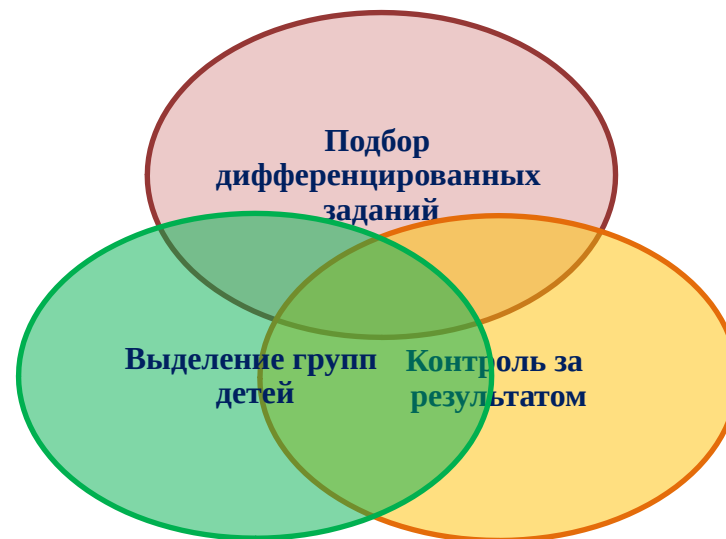 Подбор
дифференцированных
заданий
Выделение групп
детей
Контроль за
результатом